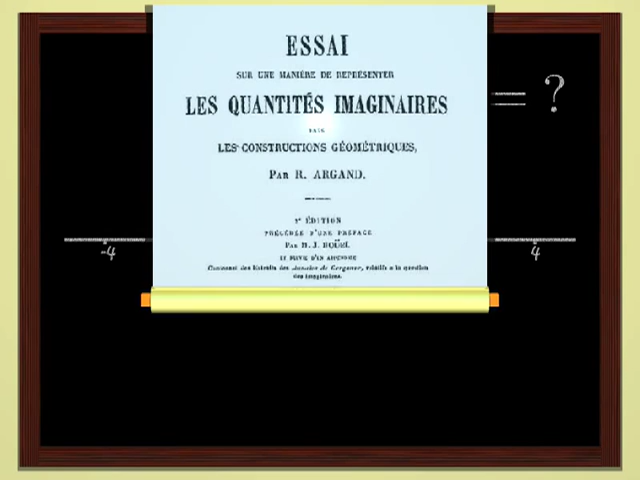 ESSAI
SUR UNE MANIÈRE DE REPRÉSENTER
LES QUANTITÉS IMAGINAIRES
= ?
DANS
LES CONSTRUCTIONS GÉOMÉTRIQUES,
PAR R. ARGAND.
2e ÉDITION
PRÉCÉDÉE D'UNE PRÉFACE
PAR M. J. HOÜEL
-4
4
ET SUIVIE D'UN APPENDICE
Contenant des Extraits des Annales de Gergonne, relatifs a la question
des imaginaires.